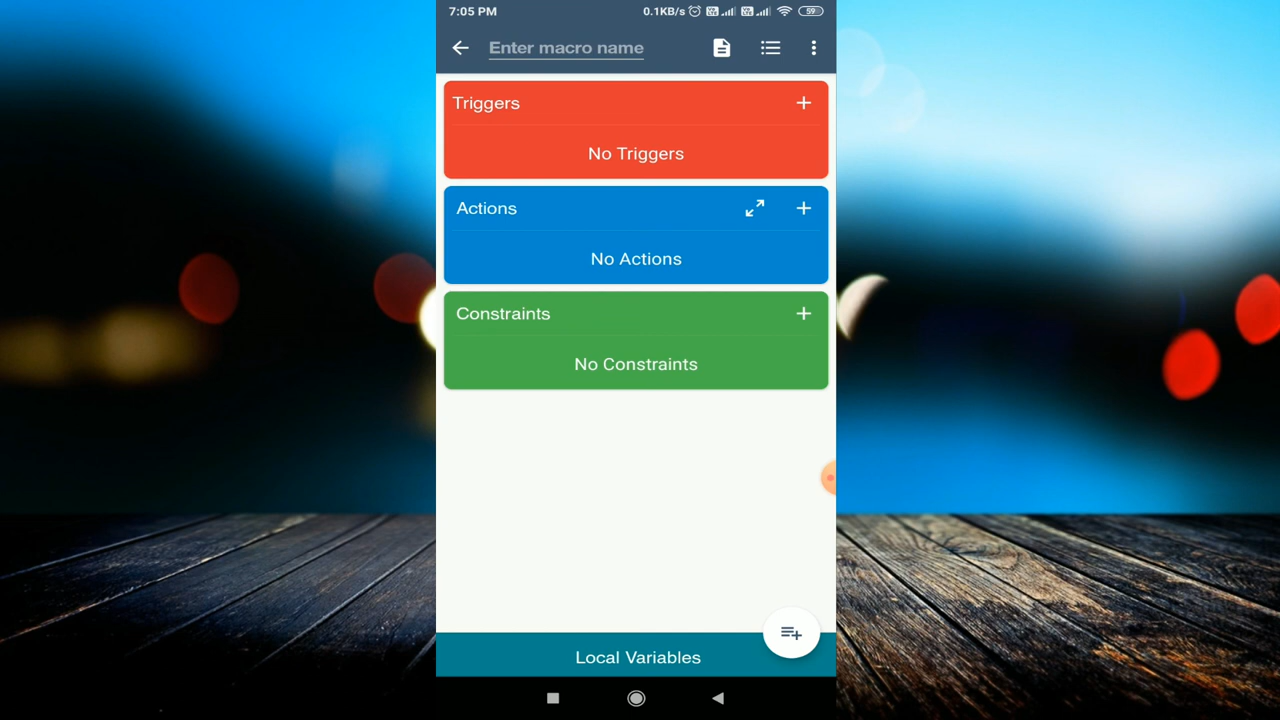 7:05 PM 0.1KB/s 59
Enter macro name
Triggers
No Triggers
Actions
No Actions
Constraints
No Constraints
Local Variables